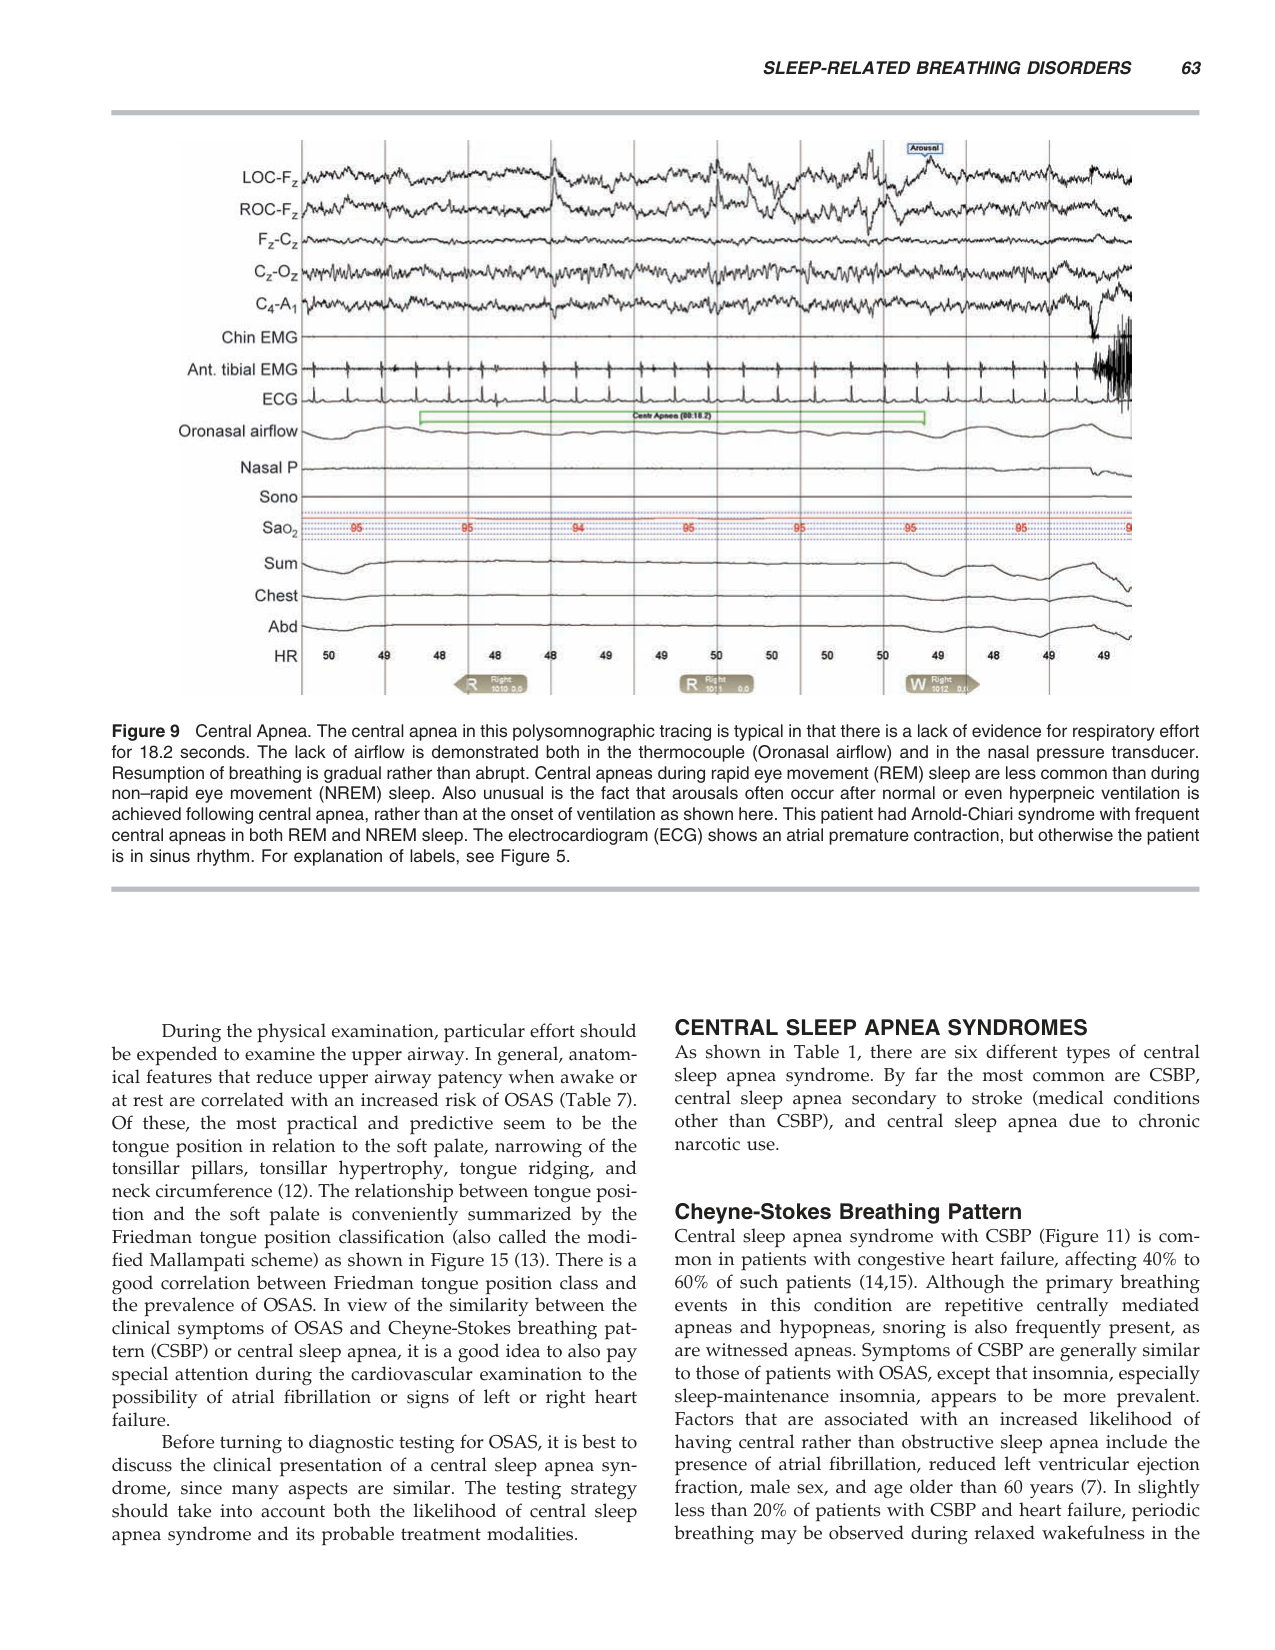 SLEEP-RELATED BREATHING DISORDERS 63
Arousal
LOC-Fz
ROC-Fz
Fz-Cz
Cz-Oz
C4-A1
Chin EMG
Ant. tibial EMG
ECG
Centr Apnea (00:18.2)
Oronasal airflow
Nasal P
Sono
SaO2 95 95 94 95 95 95 95 9
Sum
Chest
Abd
HR 50 49 48 48 48 49 49 50 50 50 50 49 48 49 49
R Right R Right W Right
1010 0.0 1011 0.0 1012 0.0
Figure 9 Central Apnea. The central apnea in this polysomnographic tracing is typical in that there is a lack of evidence for respiratory effort
for 18.2 seconds. The lack of airflow is demonstrated both in the thermocouple (Oronasal airflow) and in the nasal pressure transducer.
Resumption of breathing is gradual rather than abrupt. Central apneas during rapid eye movement (REM) sleep are less common than during
non–rapid eye movement (NREM) sleep. Also unusual is the fact that arousals often occur after normal or even hyperpneic ventilation is
achieved following central apnea, rather than at the onset of ventilation as shown here. This patient had Arnold-Chiari syndrome with frequent
central apneas in both REM and NREM sleep. The electrocardiogram (ECG) shows an atrial premature contraction, but otherwise the patient
is in sinus rhythm. For explanation of labels, see Figure 5.
During the physical examination, particular effort should
be expended to examine the upper airway. In general, anatom-
ical features that reduce upper airway patency when awake or
at rest are correlated with an increased risk of OSAS (Table 7).
Of these, the most practical and predictive seem to be the
tongue position in relation to the soft palate, narrowing of the
tonsillar pillars, tonsillar hypertrophy, tongue ridging, and
neck circumference (12). The relationship between tongue posi-
tion and the soft palate is conveniently summarized by the
Friedman tongue position classification (also called the modi-
fied Mallampati scheme) as shown in Figure 15 (13). There is a
good correlation between Friedman tongue position class and
the prevalence of OSAS. In view of the similarity between the
clinical symptoms of OSAS and Cheyne-Stokes breathing pat-
tern (CSBP) or central sleep apnea, it is a good idea to also pay
special attention during the cardiovascular examination to the
possibility of atrial fibrillation or signs of left or right heart
failure.
Before turning to diagnostic testing for OSAS, it is best to
discuss the clinical presentation of a central sleep apnea syn-
drome, since many aspects are similar. The testing strategy
should take into account both the likelihood of central sleep
apnea syndrome and its probable treatment modalities.
CENTRAL SLEEP APNEA SYNDROMES
As shown in Table 1, there are six different types of central
sleep apnea syndrome. By far the most common are CSBP,
central sleep apnea secondary to stroke (medical conditions
other than CSBP), and central sleep apnea due to chronic
narcotic use.
Cheyne-Stokes Breathing Pattern
Central sleep apnea syndrome with CSBP (Figure 11) is com-
mon in patients with congestive heart failure, affecting 40% to
60% of such patients (14,15). Although the primary breathing
events in this condition are repetitive centrally mediated
apneas and hypopneas, snoring is also frequently present, as
are witnessed apneas. Symptoms of CSBP are generally similar
to those of patients with OSAS, except that insomnia, especially
sleep-maintenance insomnia, appears to be more prevalent.
Factors that are associated with an increased likelihood of
having central rather than obstructive sleep apnea include the
presence of atrial fibrillation, reduced left ventricular ejection
fraction, male sex, and age older than 60 years (7). In slightly
less than 20% of patients with CSBP and heart failure, periodic
breathing may be observed during relaxed wakefulness in the